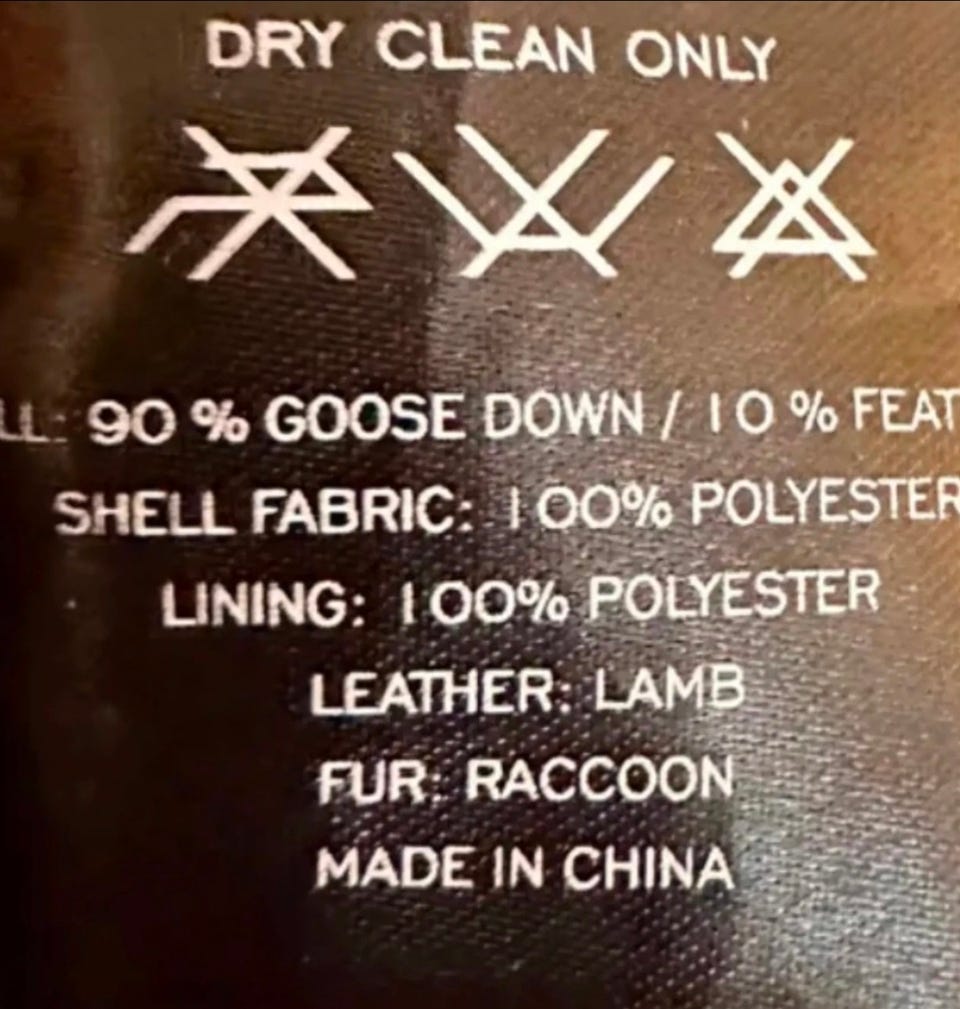 DRY CLEAN ONLY
LL: 90 % GOOSE DOWN / 10 % FEAT
SHELL FABRIC: 100% POLYESTER
LINING: 100% POLYESTER
LEATHER: LAMB
FUR: RACCOON
MADE IN CHINA